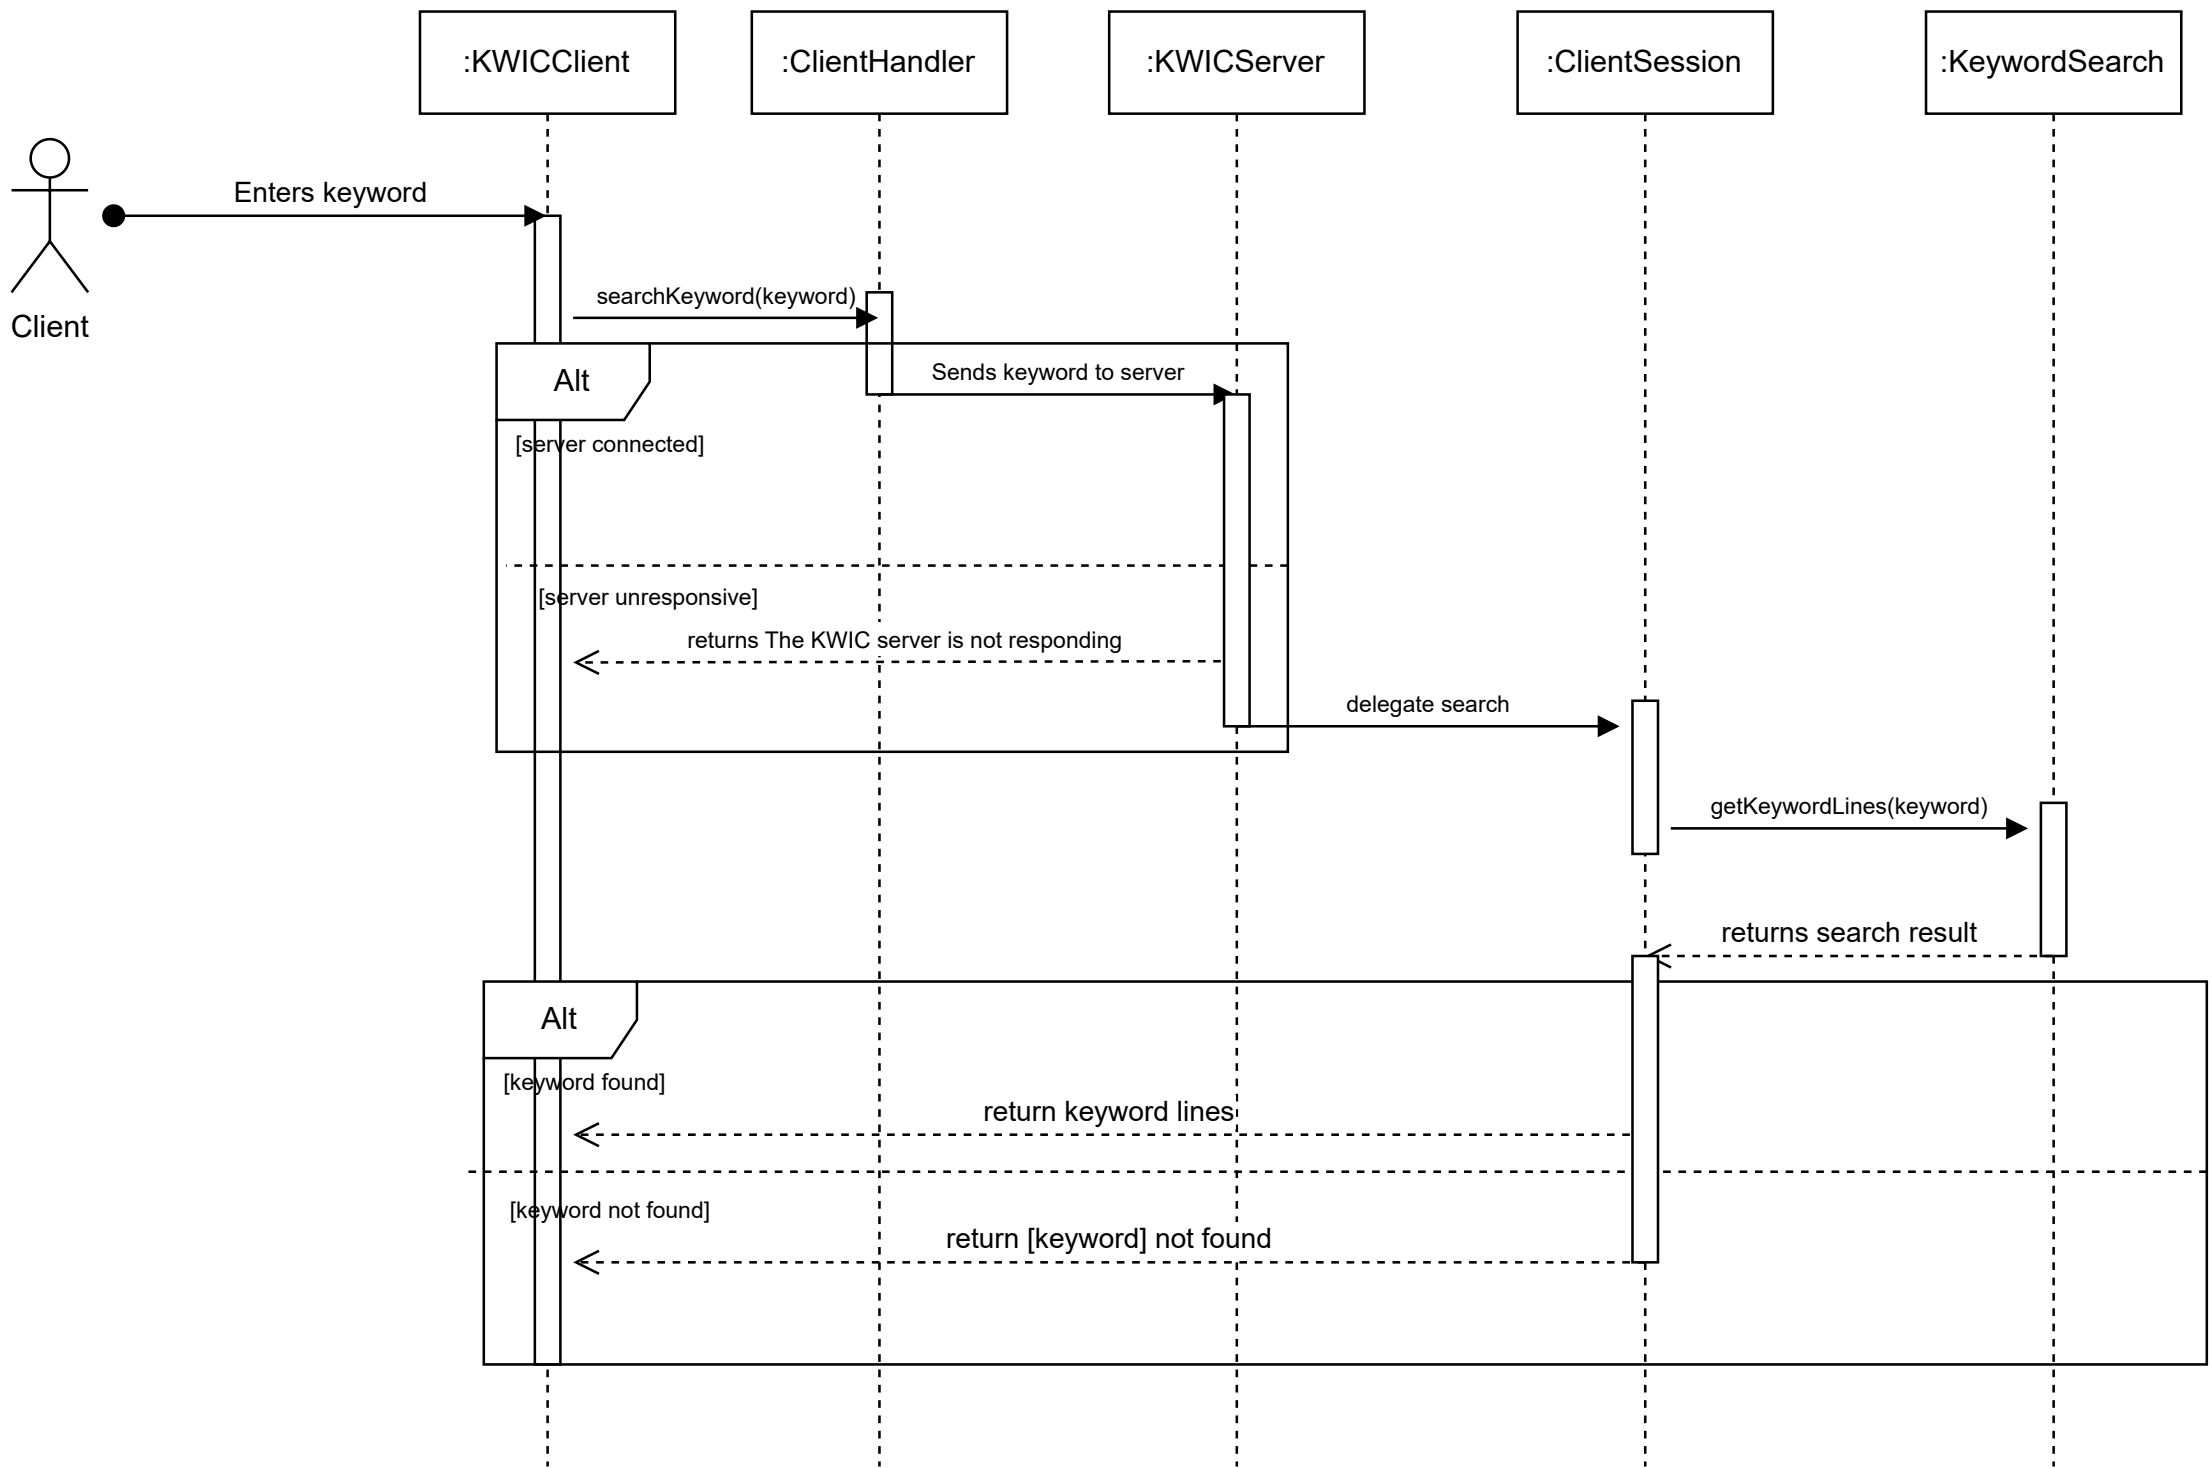 :KWICClient
:ClientHandler
:KWICServer
:ClientSession
:KeywordSearch
Enters keyword
Client
searchKeyword(keyword)
Alt
Sends keyword to server
[server connected]
[server unresponsive]
returns The KWIC server is not responding
delegate search
getKeywordLines(keyword)
returns search result
Alt
[keyword found]
return keyword lines
[keyword not found]
return [keyword] not found